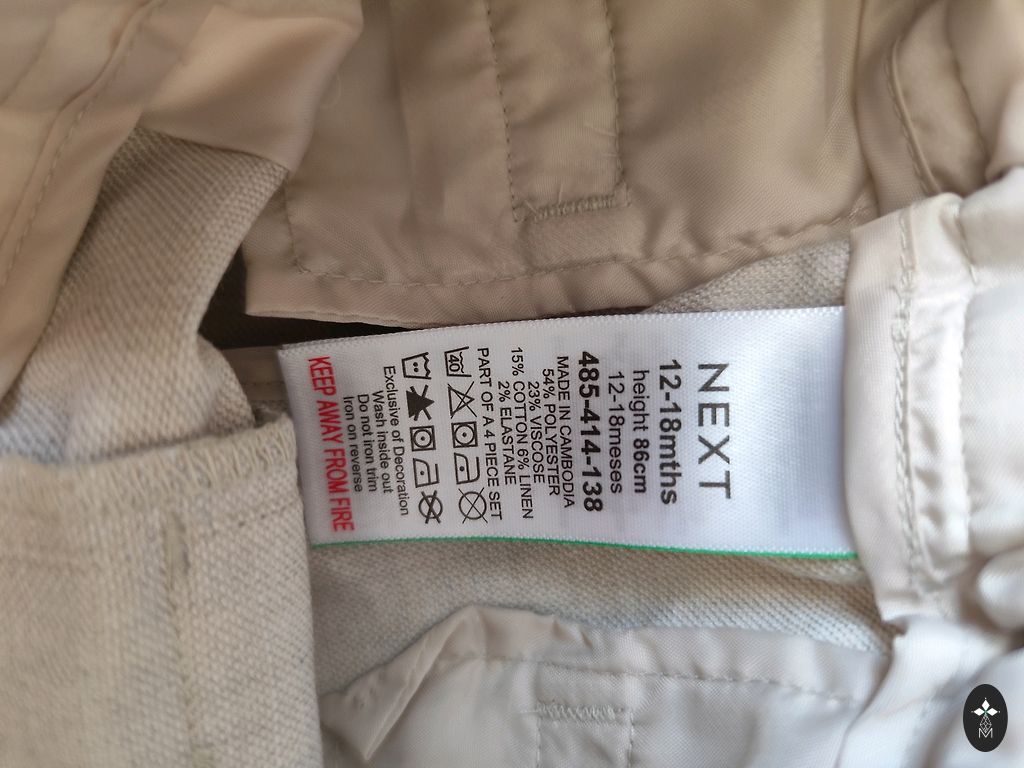 NEXT
12-18mths
height 86cm
12-18meses
485-414-138
MADE IN CAMBODIA
54% POLYESTER
23% VISCOSE
15% COTTON 6% LINEN
2% ELASTANE
PART OF A 4 PIECE SET
40
Exclusive of Decoration
Wash inside out
Do not iron trim
Iron on reverse
KEEP AWAY FROM FIRE
M